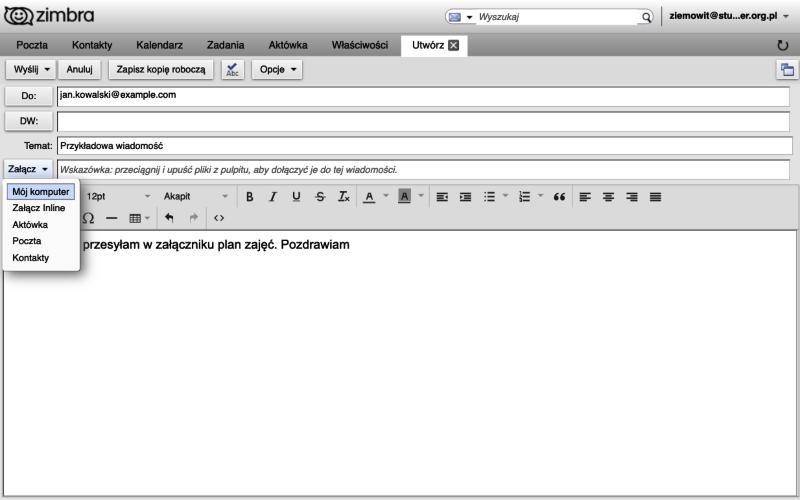 zimbra
Wyszukaj
ziemowit@stu...er.org.pl
Poczta Kontakty Kalendarz Zadania Aktówka Właściwości Utwórz
Wyślij Anuluj Zapisz kopię roboczą Abc Opcje
Do: jan.kowalski@example.com
DW:
Temat: Przykładowa wiadomość
Załącz Wskazówka: przeciągnij i upuść pliki z pulpitu, aby dołączyć je do tej wiadomości.
Mój komputer
Załącz Inline
Aktówka
Poczta
Kontakty
12pt Akapit B I U S Tx A A
Ω
przesyłam w załączniku plan zajęć. Pozdrawiam